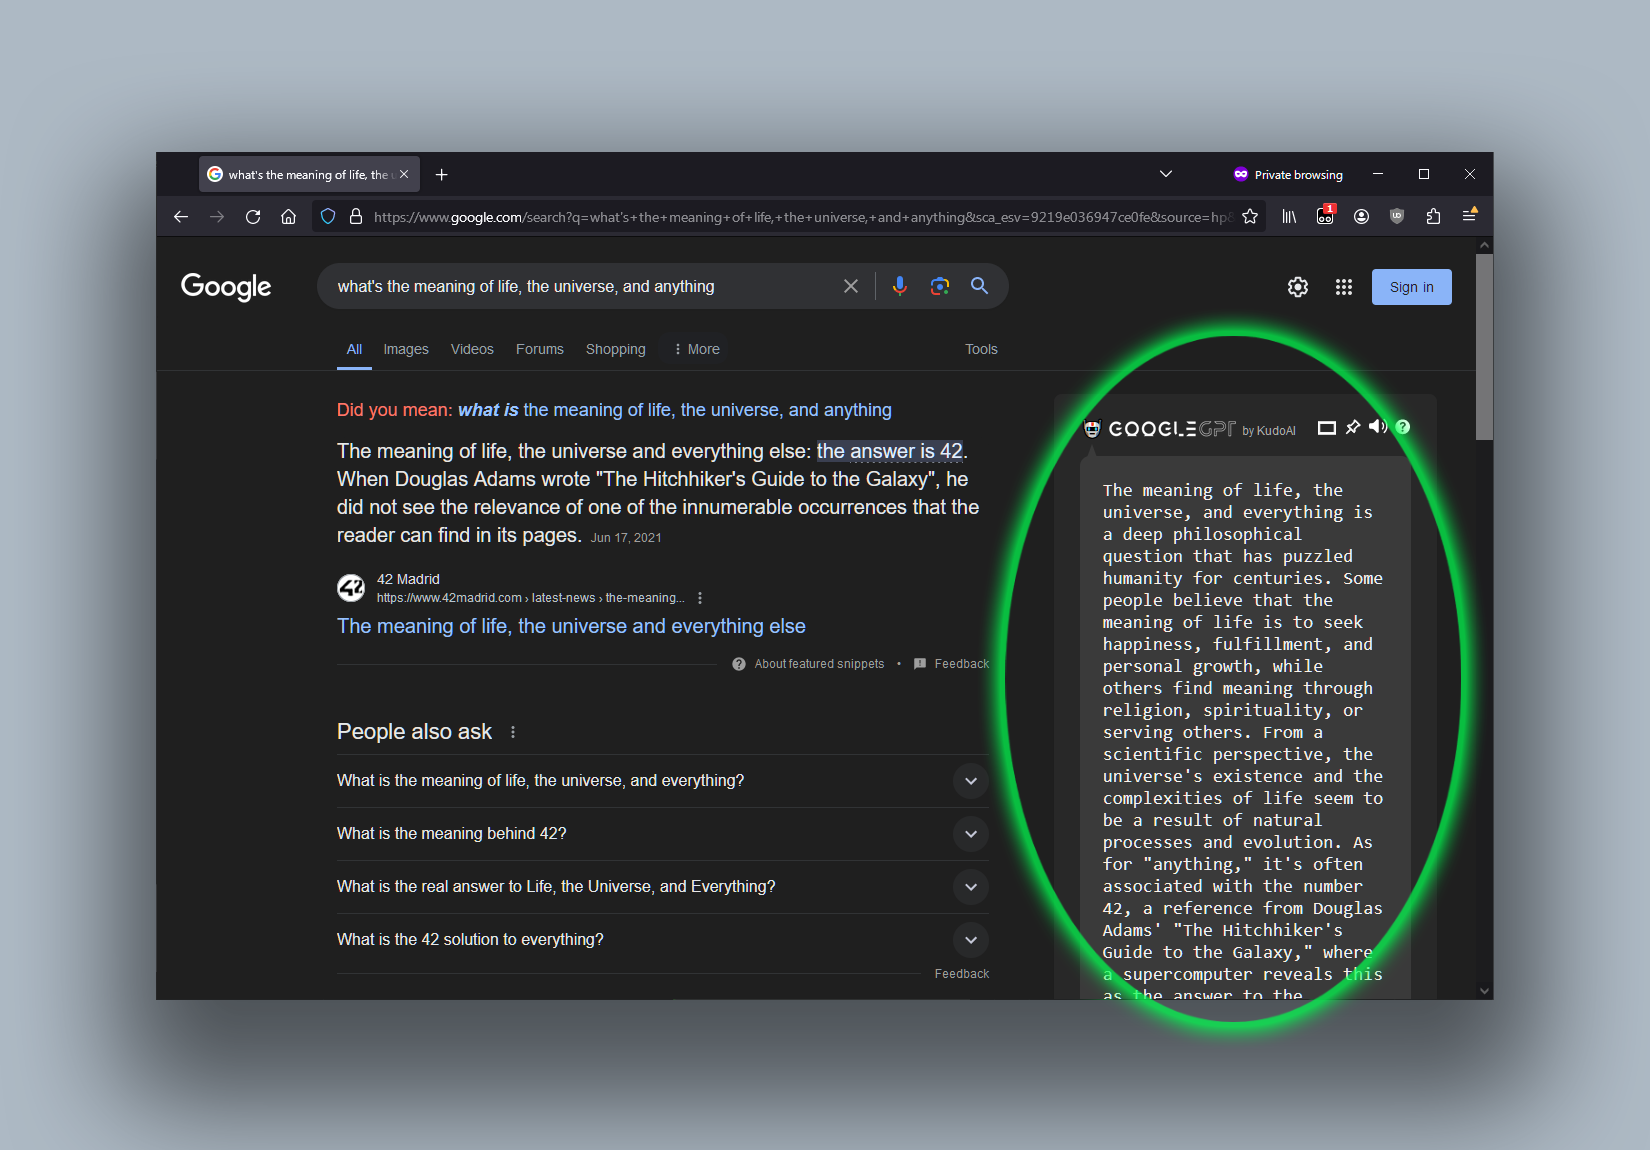 what's the meaning of life, the u
Private browsing
https://www.google.com/search?q=what's+the+meaning+of+life,+the+universe,+and+anything&sca_esv=9219e036947ce0fe&source=hp&
1
Google
what's the meaning of life, the universe, and anything
Sign in
All
Images
Videos
Forums
Shopping
More
Tools
Did you mean: what is the meaning of life, the universe, and anything
The meaning of life, the universe and everything else: the answer is 42.
When Douglas Adams wrote "The Hitchhiker's Guide to the Galaxy", he
did not see the relevance of one of the innumerable occurrences that the
reader can find in its pages. Jun 17, 2021
42
42 Madrid
https://www.42madrid.com › latest-news › the-meaning...
The meaning of life, the universe and everything else
About featured snippets • Feedback
People also ask
What is the meaning of life, the universe, and everything?
What is the meaning behind 42?
What is the real answer to Life, the Universe, and Everything?
What is the 42 solution to everything?
Feedback
GOOGLEGPT by KudoAI
The meaning of life, the
universe, and everything is
a deep philosophical
question that has puzzled
humanity for centuries. Some
people believe that the
meaning of life is to seek
happiness, fulfillment, and
personal growth, while
others find meaning through
religion, spirituality, or
serving others. From a
scientific perspective, the
universe's existence and the
complexities of life seem to
be a result of natural
processes and evolution. As
for "anything," it's often
associated with the number
42, a reference from Douglas
Adams' "The Hitchhiker's
Guide to the Galaxy," where
a supercomputer reveals this
as the answer to the